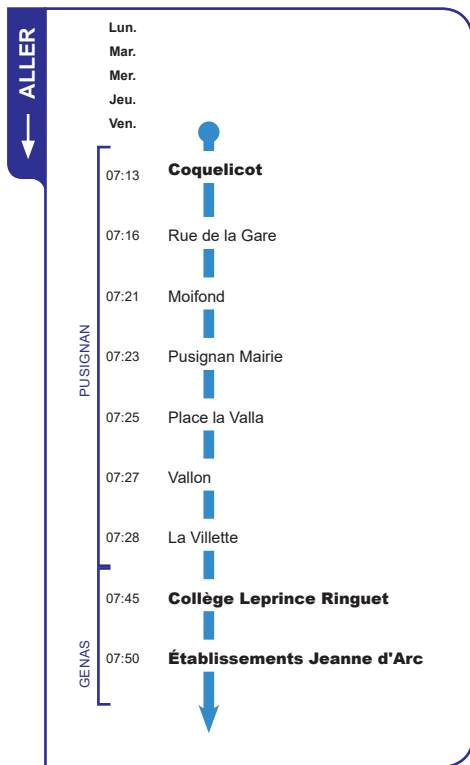 ALLER
Lun.
Mar.
Mer.
Jeu.
Ven.
PUSIGNAN
07:13 Coquelicot
07:16 Rue de la Gare
07:21 Moifond
07:23 Pusignan Mairie
07:25 Place la Valla
07:27 Vallon
07:28 La Villette
GENAS
07:45 Collège Leprince Ringuet
07:50 Établissements Jeanne d'Arc